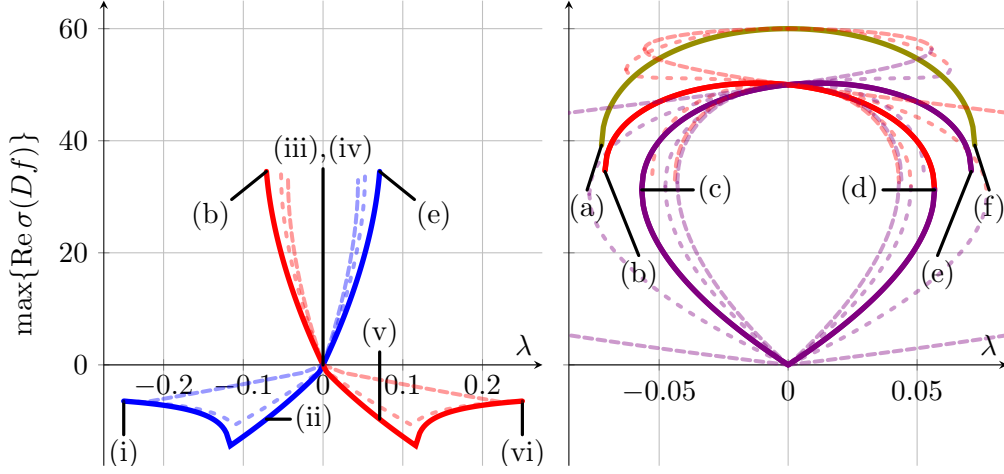 60
40
20
0
max{Re σ(Df)}
(iii),(iv)
(b)
(e)
(v)
λ
−0.2
−0.1
0
0.1
0.2
(ii)
(i)
(vi)
(a)
(c)
(d)
(f)
(b)
(e)
λ
−0.05
0
0.05